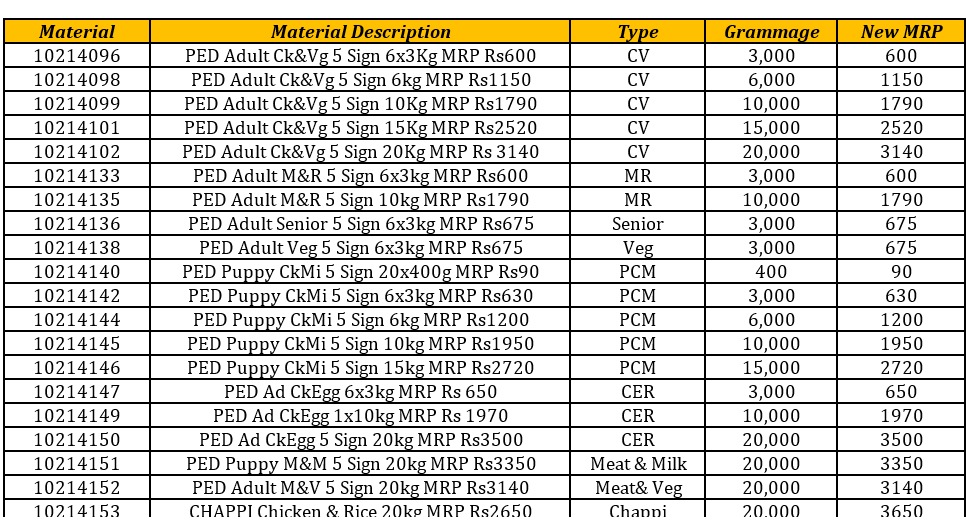 Material Material Description Type Grammage New MRP
10214096 PED Adult Ck&Vg 5 Sign 6x3Kg MRP Rs600 CV 3,000 600
10214098 PED Adult Ck&Vg 5 Sign 6kg MRP Rs1150 CV 6,000 1150
10214099 PED Adult Ck&Vg 5 Sign 10Kg MRP Rs1790 CV 10,000 1790
10214101 PED Adult Ck&Vg 5 Sign 15Kg MRP Rs2520 CV 15,000 2520
10214102 PED Adult Ck&Vg 5 Sign 20Kg MRP Rs 3140 CV 20,000 3140
10214133 PED Adult M&R 5 Sign 6x3kg MRP Rs600 MR 3,000 600
10214135 PED Adult M&R 5 Sign 10kg MRP Rs1790 MR 10,000 1790
10214136 PED Adult Senior 5 Sign 6x3kg MRP Rs675 Senior 3,000 675
10214138 PED Adult Veg 5 Sign 6x3kg MRP Rs675 Veg 3,000 675
10214140 PED Puppy CkMi 5 Sign 20x400g MRP Rs90 PCM 400 90
10214142 PED Puppy CkMi 5 Sign 6x3kg MRP Rs630 PCM 3,000 630
10214144 PED Puppy CkMi 5 Sign 6kg MRP Rs1200 PCM 6,000 1200
10214145 PED Puppy CkMi 5 Sign 10kg MRP Rs1950 PCM 10,000 1950
10214146 PED Puppy CkMi 5 Sign 15kg MRP Rs2720 PCM 15,000 2720
10214147 PED Ad CkEgg 6x3kg MRP Rs 650 CER 3,000 650
10214149 PED Ad CkEgg 1x10kg MRP Rs 1970 CER 10,000 1970
10214150 PED Ad CkEgg 5 Sign 20kg MRP Rs3500 CER 20,000 3500
10214151 PED Puppy M&M 5 Sign 20kg MRP Rs3350 Meat & Milk 20,000 3350
10214152 PED Adult M&V 5 Sign 20kg MRP Rs3140 Meat& Veg 20,000 3140
10214153 CHAPPI Chicken & Rice 20kg MRP Rs2650 Chappi 20,000 3650